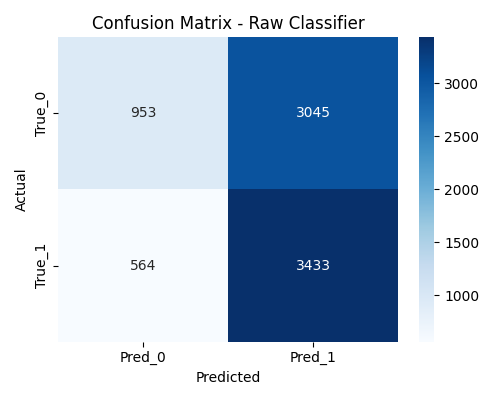 Confusion Matrix - Raw Classifier
True_0
953
3045
3000
2500
2000
1500
1000
Actual
True_1
564
3433
Pred_0
Pred_1
Predicted